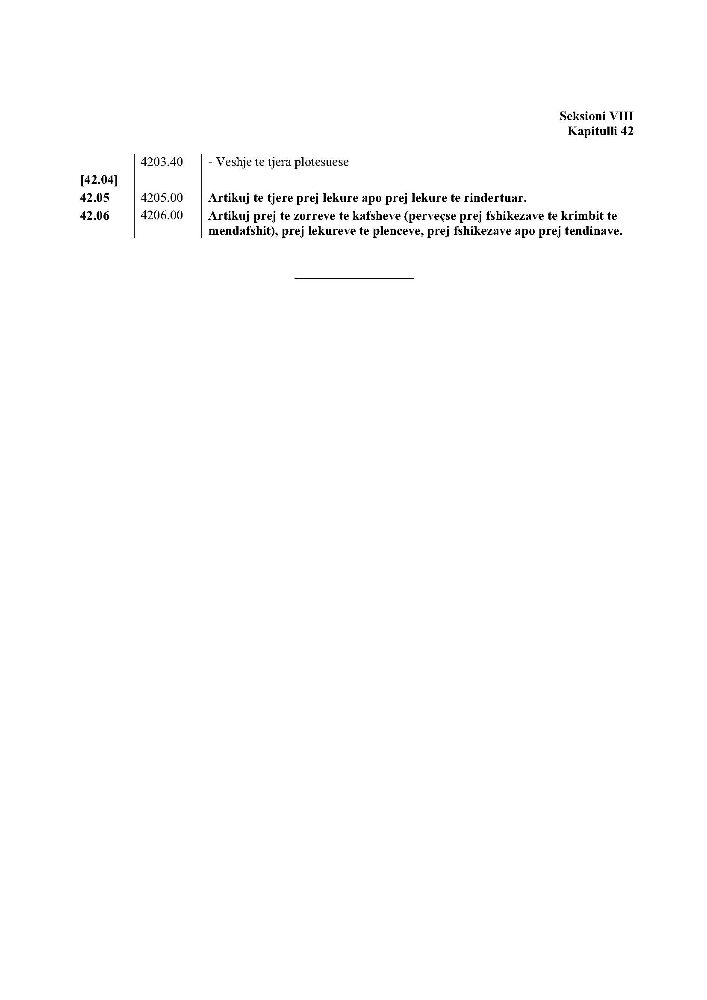 Seksioni VIII
Kapitulli 42
4203.40 - Veshje te tjera plotesuese
[42.04]
42.05 4205.00 Artikuj te tjere prej lekure apo prej lekure te rindertuar.
42.06 4206.00 Artikuj prej te zorreve te kafsheve (perveçse prej fshikezave te krimbit te
mendafshit), prej lekureve te plenceve, prej fshikezave apo prej tendinave.